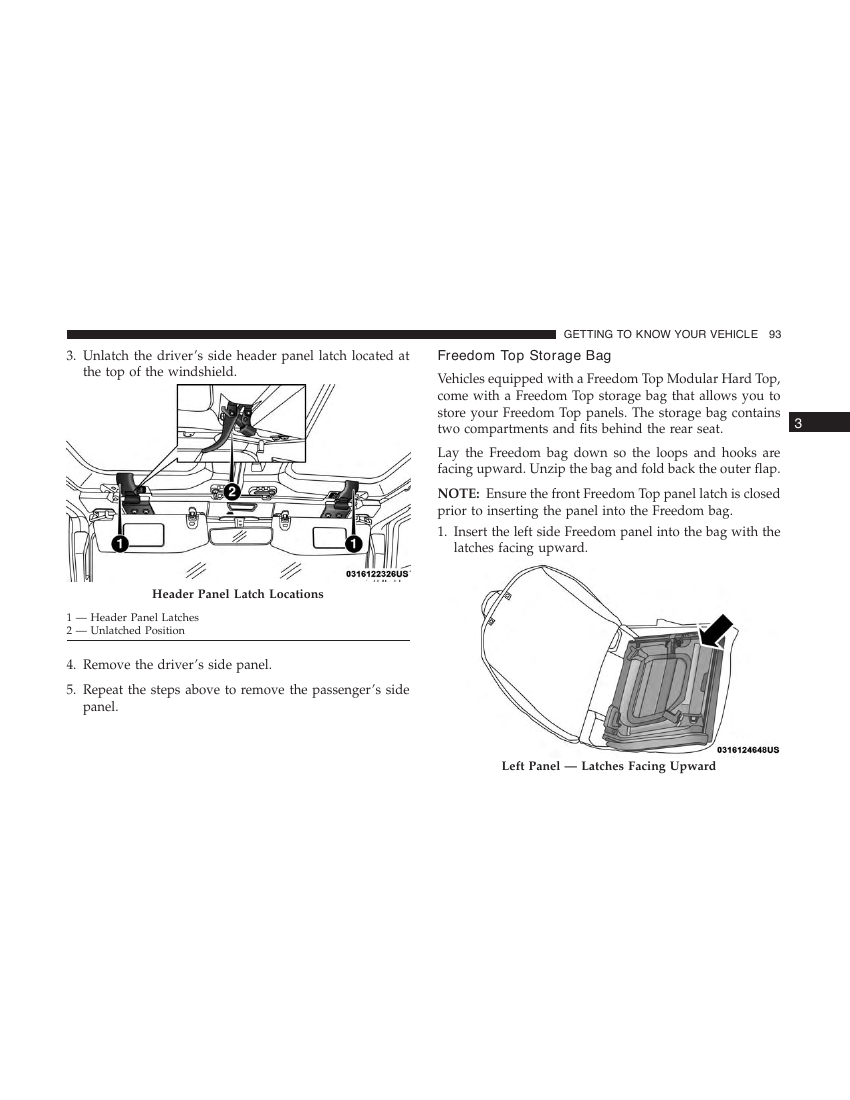 GETTING TO KNOW YOUR VEHICLE 93
3. Unlatch the driver’s side header panel latch located at
the top of the windshield.
2
1
1
0316122326US
Header Panel Latch Locations
1 — Header Panel Latches
2 — Unlatched Position
4. Remove the driver’s side panel.
5. Repeat the steps above to remove the passenger’s side
panel.
Freedom Top Storage Bag
Vehicles equipped with a Freedom Top Modular Hard Top,
come with a Freedom Top storage bag that allows you to
store your Freedom Top panels. The storage bag contains
two compartments and fits behind the rear seat.
Lay the Freedom bag down so the loops and hooks are
facing upward. Unzip the bag and fold back the outer flap.
NOTE: Ensure the front Freedom Top panel latch is closed
prior to inserting the panel into the Freedom bag.
1. Insert the left side Freedom panel into the bag with the
latches facing upward.
0316124648US
Left Panel — Latches Facing Upward
3